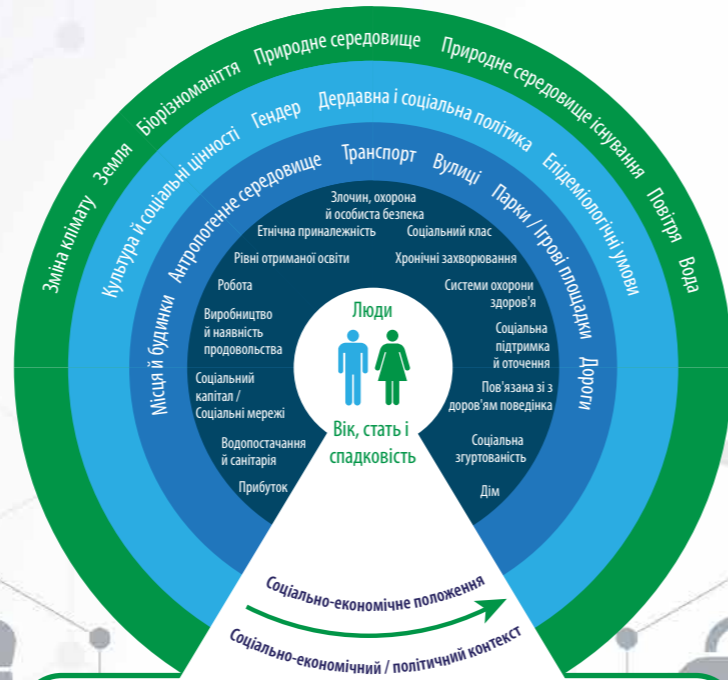 Зміна клімату Земля Біорізноманіття Природне середовище Природне середовище існування Повітря Вода
Культура й соціальні цінності Гендер Дердавна і соціальна політика Епідеміологічні умови
Місця й будинки Антропогенне середовище Транспорт Вулиці Парки / Ігрові площадки Дороги
Злочин, охорона
й особиста безпека
Етнічна приналежність
Соціальний клас
Рівні отриманої освіти
Хронічні захворювання
Робота
Системи охорони
здоров'я
Виробництво
й наявність
продовольства
Соціальна
підтримка
й оточення
Соціальний
капітал /
Соціальні мережі
Пов'язана зі з
доров'ям поведінка
Водопостачання
й санітарія
Соціальна
згуртованість
Прибуток
Дім
Люди
Вік, стать і
спадковість
Соціально-економічне положення
Соціально-економічний / політичний контекст